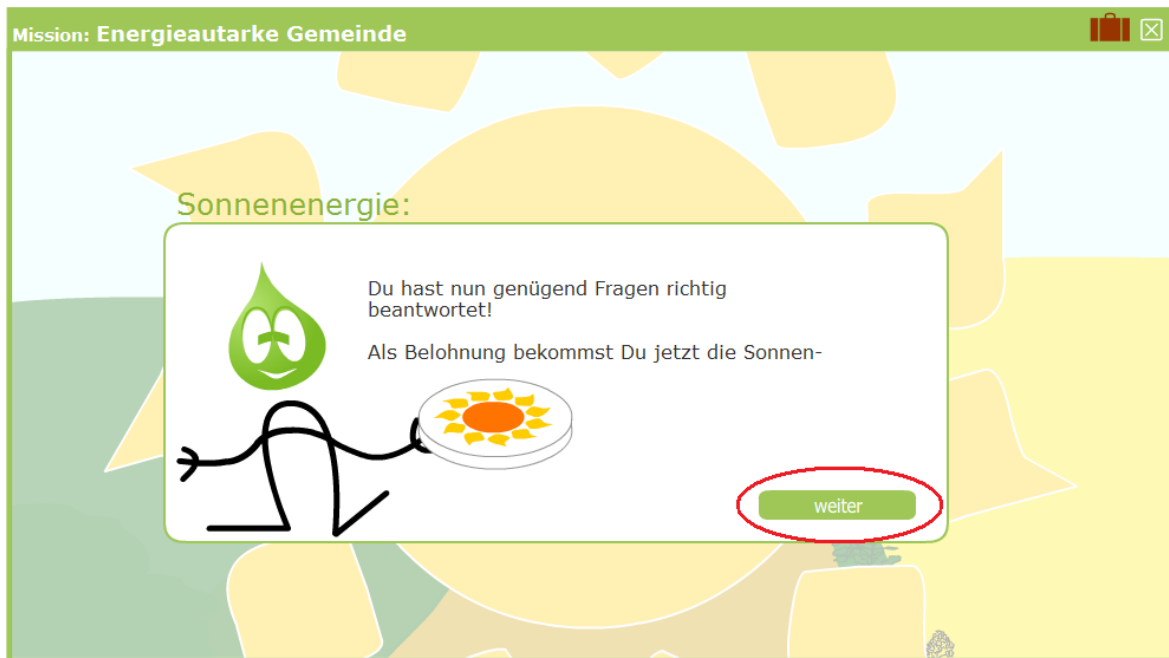 Mission: Energieautarke Gemeinde
Sonnenenergie:
Du hast nun genügend Fragen richtig
beantwortet!
Als Belohnung bekommst Du jetzt die Sonnen-
weiter